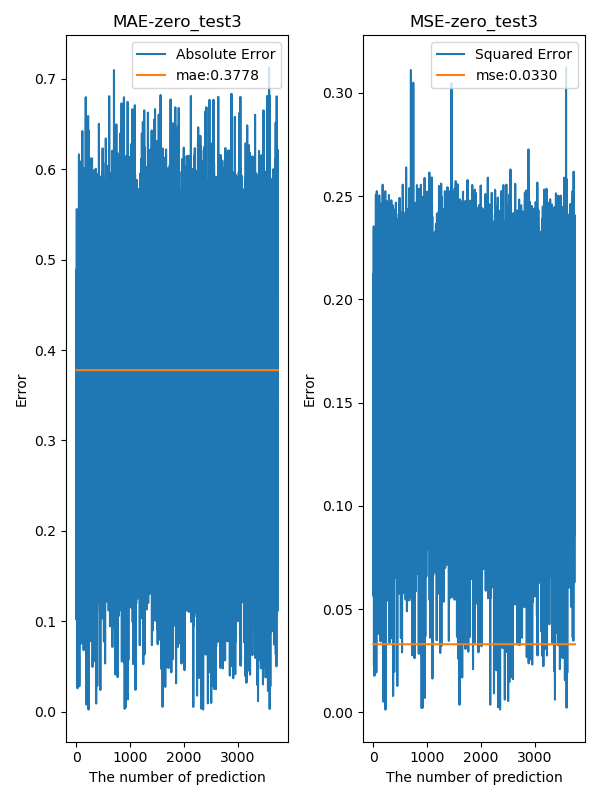 MAE-zero_test3
Absolute Error
mae:0.3778
0.7
0.6
0.5
0.4
0.3
0.2
0.1
0.0
Error
0
1000
2000
3000
The number of prediction
MSE-zero_test3
Squared Error
mse:0.0330
0.30
0.25
0.20
0.15
0.10
0.05
0.00
Error
0
1000
2000
3000
The number of prediction